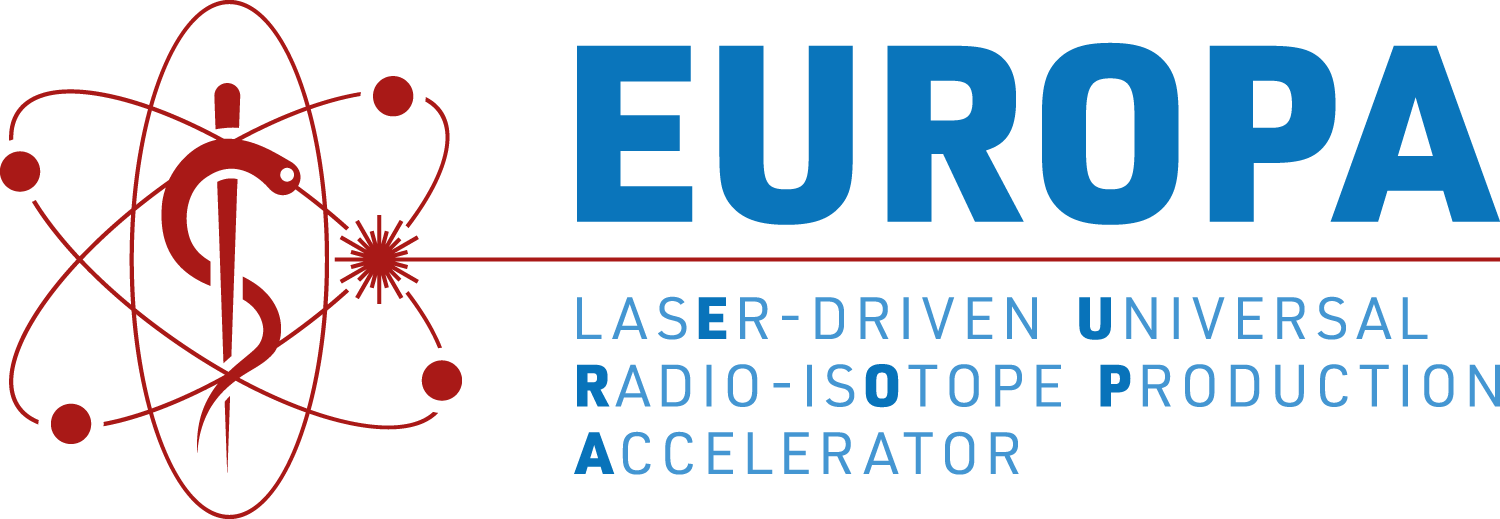 EUROPA
LASER-DRIVEN UNIVERSAL
RADIO-ISOTOPE PRODUCTION
ACCELERATOR